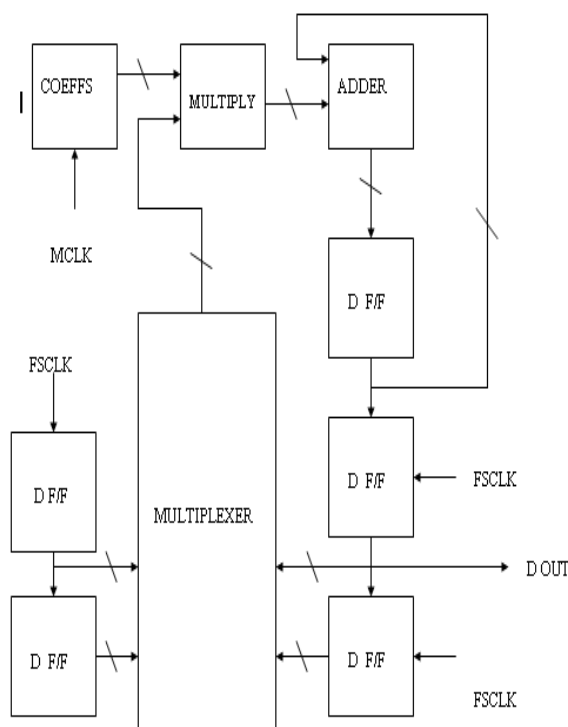 COEFFS
MULTIPLY
ADDER
MCLK
D F/F
FSCLK
D F/F
D F/F
FSCLK
MULTIPLEXER
D OUT
D F/F
D F/F
FSCLK